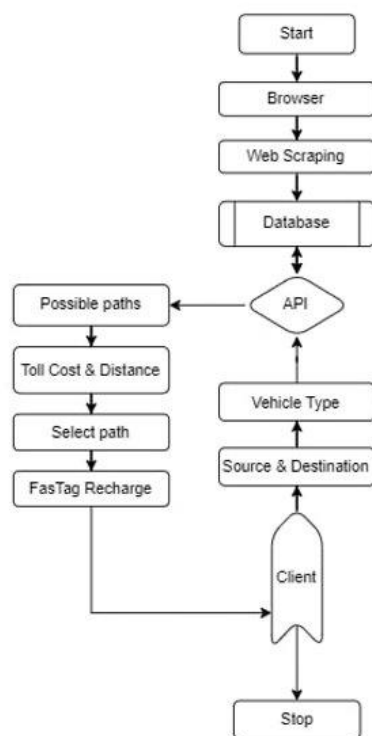 Start
Browser
Web Scraping
Database
API
Possible paths
Toll Cost & Distance
Select path
FasTag Recharge
Vehicle Type
Source & Destination
Client
Stop